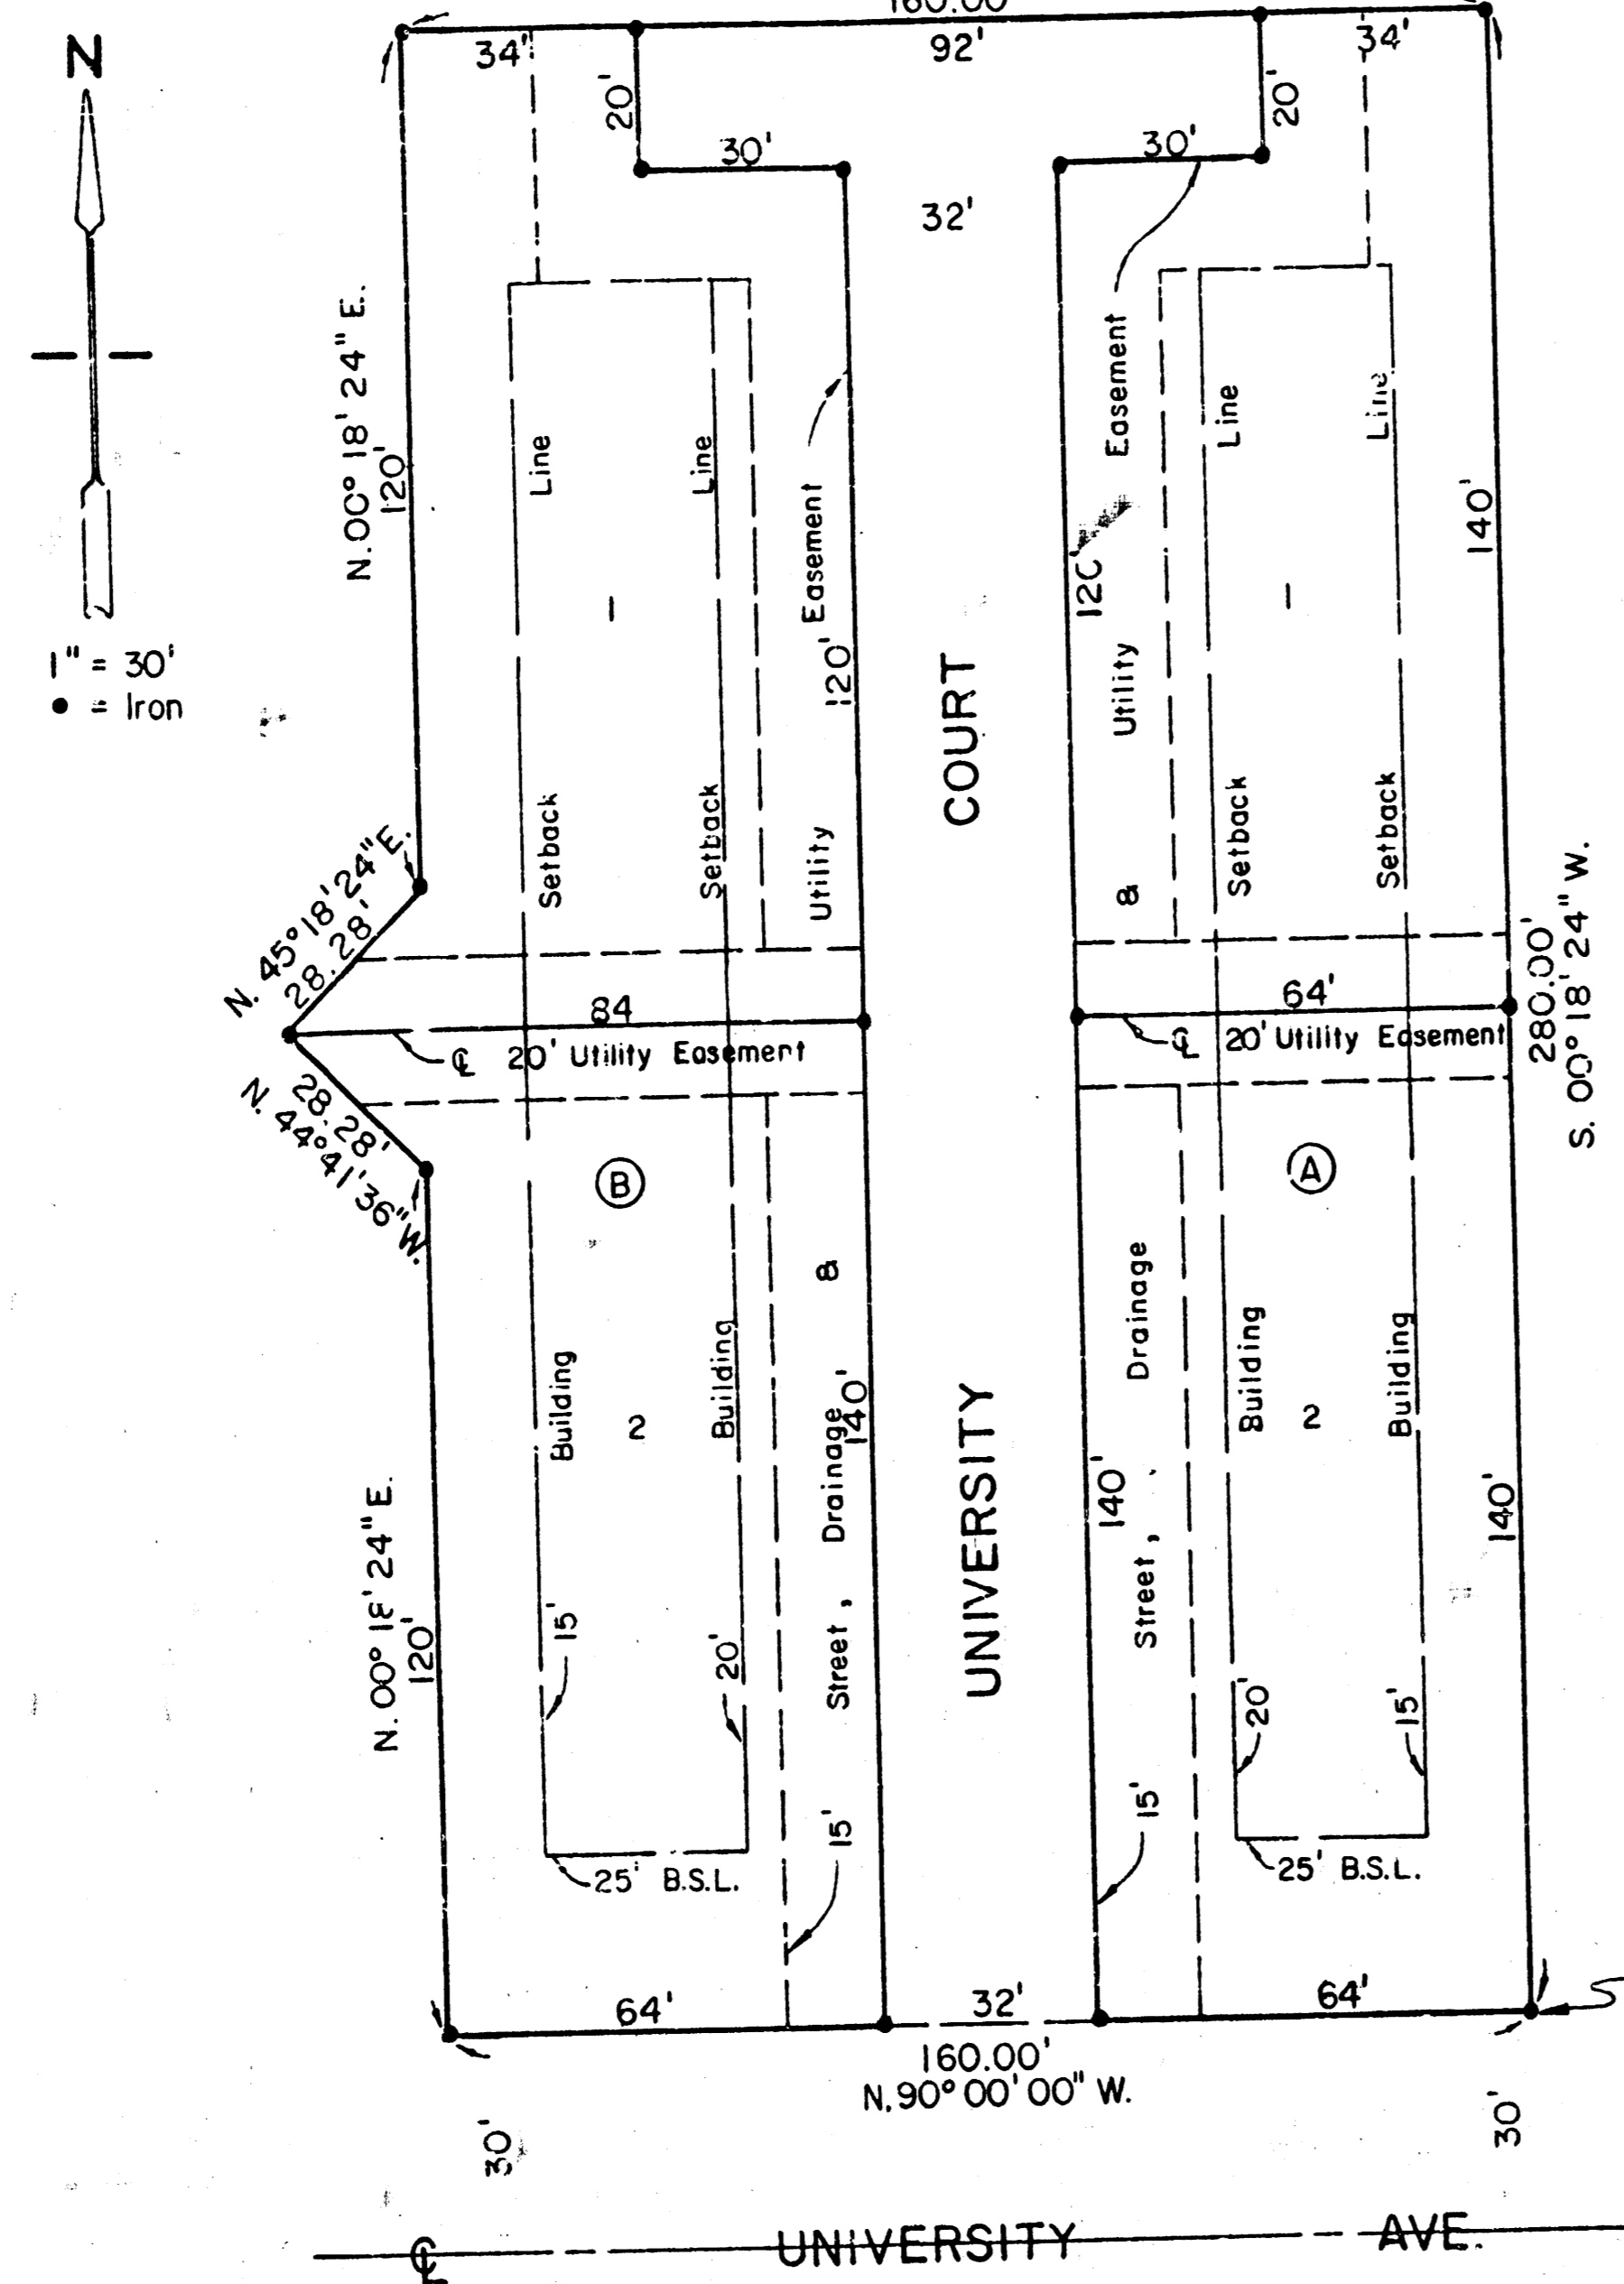 160.00'
34'
92'
34'
N
20'
20'
30'
30'
32'
N.00° 18' 24" E.
120'
Line
Line
Easement
120'
Easement
Line
Line
140'
120'
1
1
Utility
1" = 30'
● = Iron
COURT
Setback
Setback
Utility
&
Setback
Setback
N. 45° 18' 24" E.
28.28'
84
64'
℄ 20' Utility Easement
℄ 20' Utility Easement
280.00'
S. 00° 18' 24" W.
28.28'
N. 44° 41' 36" W.
B
A
&
Drainage
Building
Building
2
Drainage
140'
Building
2
Building
140'
140'
UNIVERSITY
N. 00° 18' 24" E.
120'
15'
20'
Street,
Street,
20'
15'
15'
15'
25' B.S.L.
25' B.S.L.
64'
32'
64'
160.00'
N. 90° 00' 00" W.
30'
30'
℄ UNIVERSITY AVE.